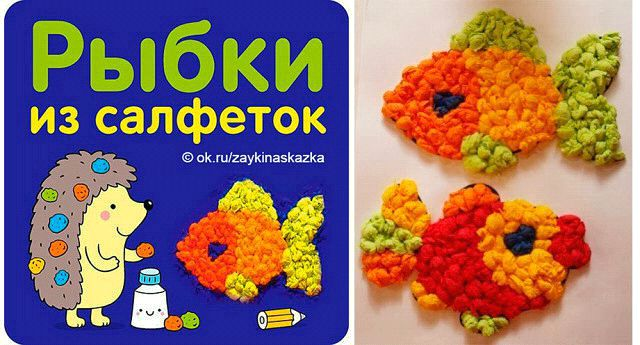 Рыбки
из салфеток
© ok.ru/zaykinaskazka